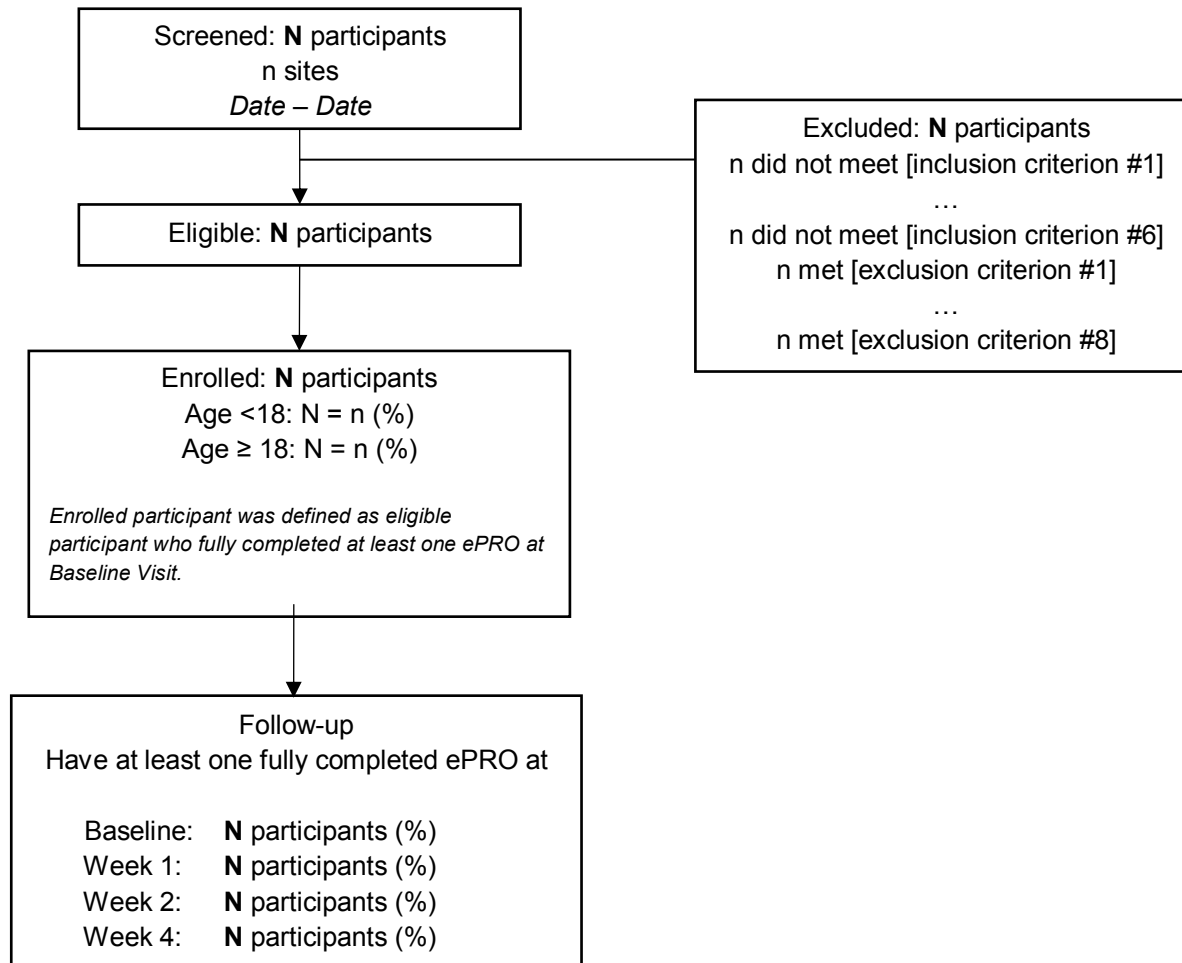 Screened: N participants
n sites
Date – Date
Excluded: N participants
n did not meet [inclusion criterion #1]
…
n did not meet [inclusion criterion #6]
n met [exclusion criterion #1]
…
n met [exclusion criterion #8]
Eligible: N participants
Enrolled: N participants
Age <18: N = n (%)
Age ≥ 18: N = n (%)
Enrolled participant was defined as eligible
participant who fully completed at least one ePRO at
Baseline Visit.
Follow-up
Have at least one fully completed ePRO at
Baseline: N participants (%)
Week 1: N participants (%)
Week 2: N participants (%)
Week 4: N participants (%)